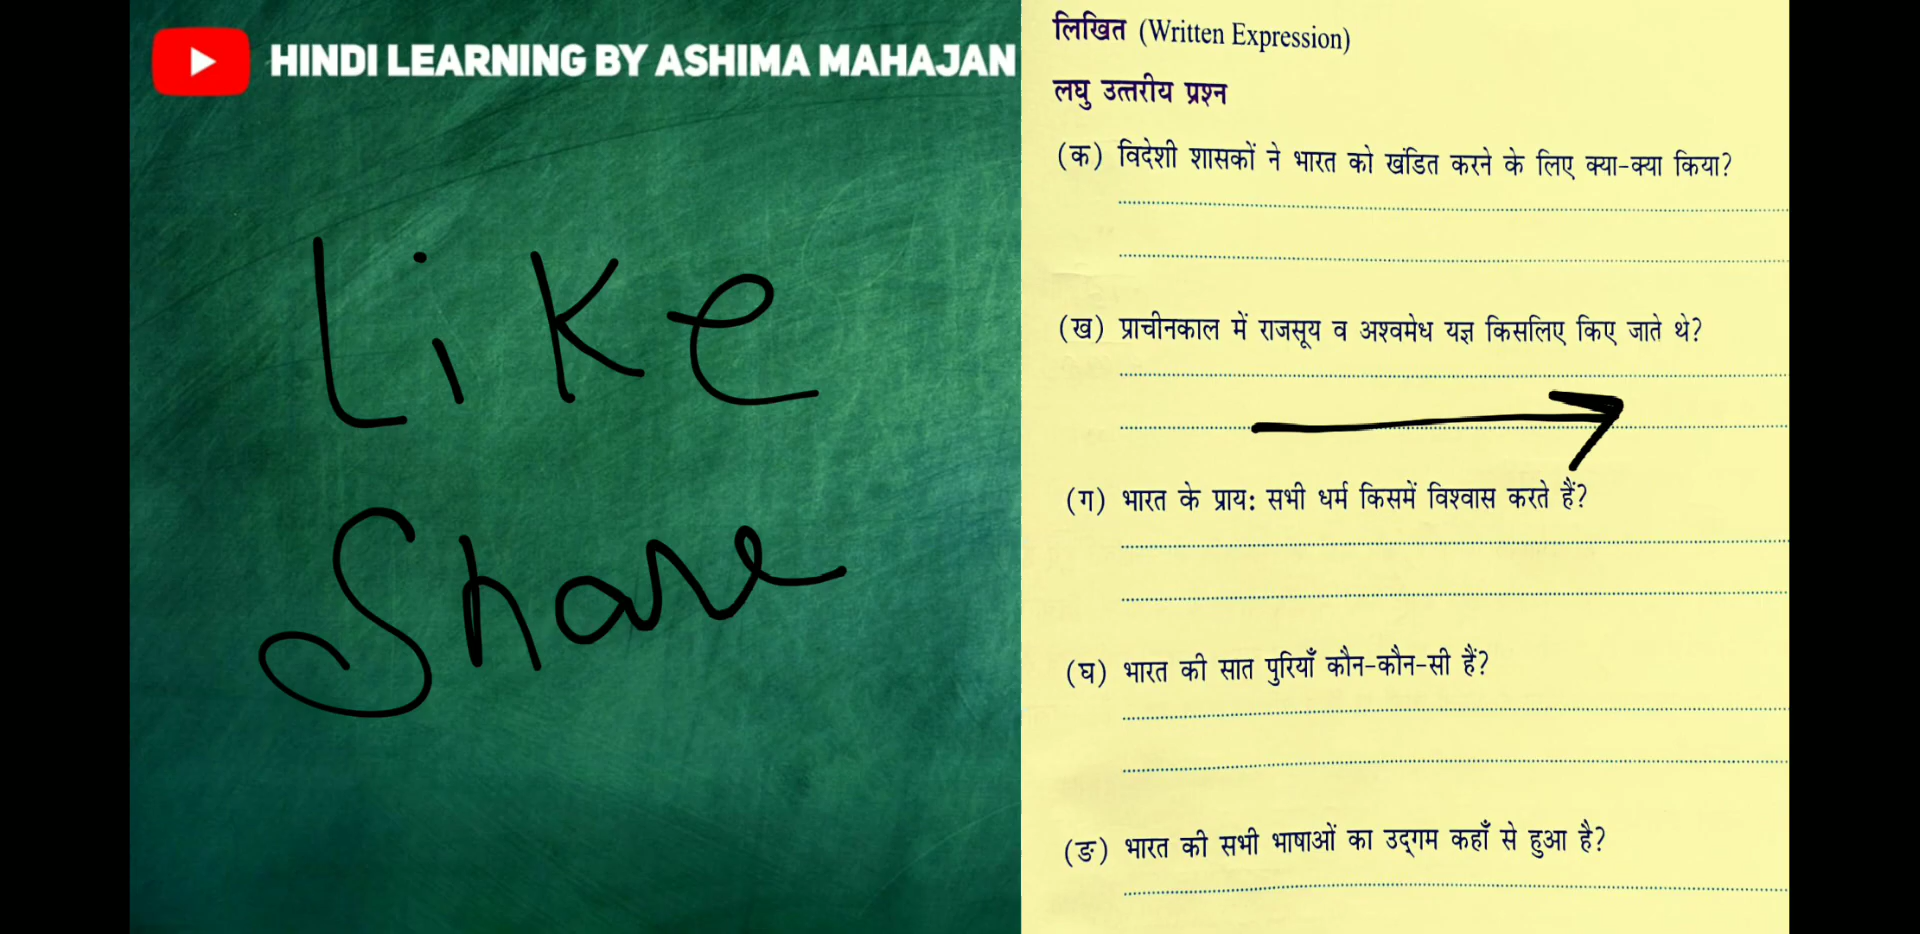 HINDI LEARNING BY ASHIMA MAHAJAN
Like
Share
लिखित (Written Expression)
लघु उत्तरीय प्रश्न
(क) विदेशी शासकों ने भारत को खंडित करने के लिए क्या-क्या किया?
(ख) प्राचीनकाल में राजसूय व अश्वमेध यज्ञ किसलिए किए जाते थे?
(ग) भारत के प्राय: सभी धर्म किसमें विश्वास करते हैं?
(घ) भारत की सात पुरियाँ कौन-कौन-सी हैं?
(ङ) भारत की सभी भाषाओं का उद्‌गम कहाँ से हुआ है?